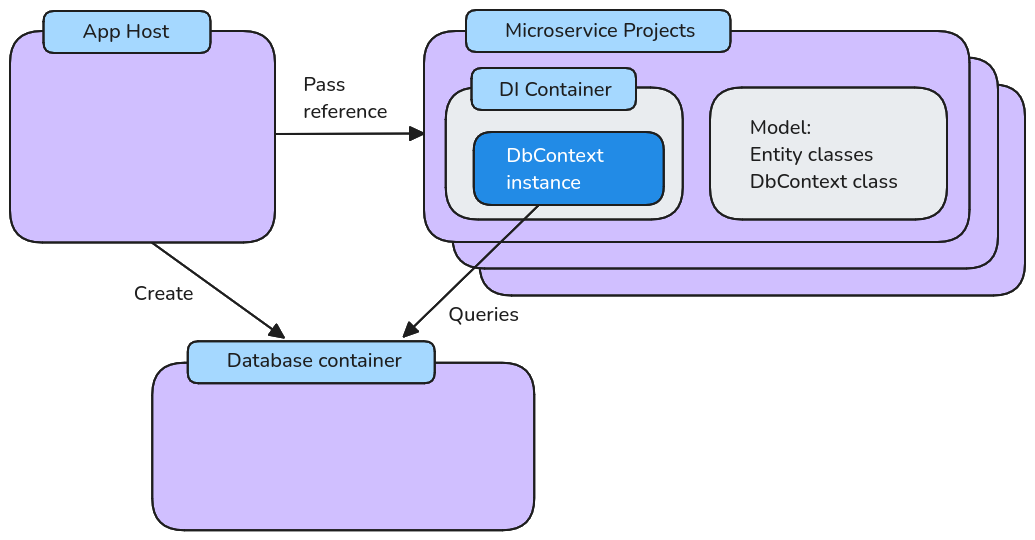 App Host
Microservice Projects
Pass
reference
DI Container
DbContext
instance
Model:
Entity classes
DbContext class
Create
Queries
Database container